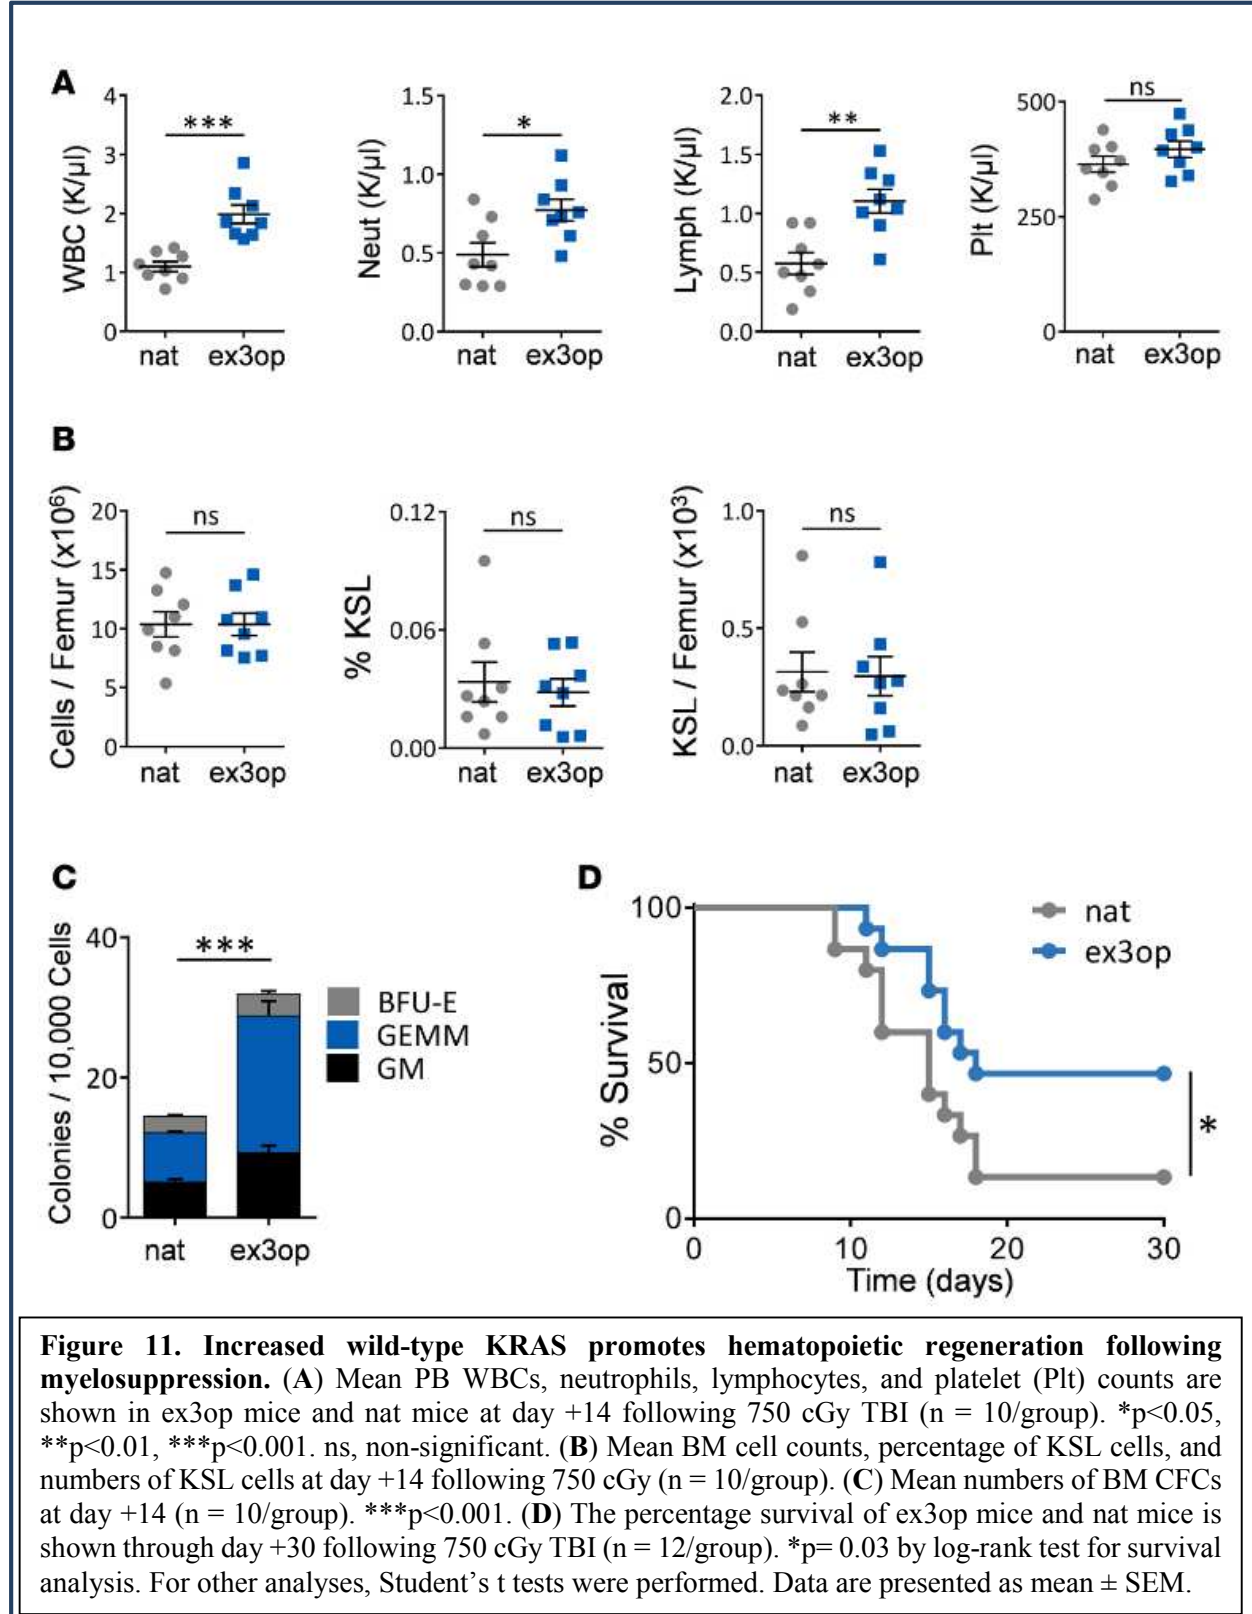 A
WBC (K/µl)
4
3
2
1
0
***
nat
ex3op
Neut (K/µl)
1.5
1.0
0.5
0.0
*
nat
ex3op
Lymph (K/µl)
2.0
1.5
1.0
0.5
0.0
**
nat
ex3op
Plt (K/µl)
500
250
0
ns
nat
ex3op
B
Cells / Femur (x10⁶)
20
15
10
5
0
ns
nat
ex3op
% KSL
0.12
0.06
0.00
ns
nat
ex3op
KSL / Femur (x10³)
1.0
0.5
0.0
ns
nat
ex3op
C
Colonies / 10,000 Cells
40
20
0
***
nat
ex3op
BFU-E
GEMM
GM
D
% Survival
100
50
0
0
10
20
30
Time (days)
nat
ex3op
*
Figure 11. Increased wild-type KRAS promotes hematopoietic regeneration following
myelosuppression. (A) Mean PB WBCs, neutrophils, lymphocytes, and platelet (Plt) counts are
shown in ex3op mice and nat mice at day +14 following 750 cGy TBI (n = 10/group). *p<0.05,
**p<0.01, ***p<0.001. ns, non-significant. (B) Mean BM cell counts, percentage of KSL cells, and
numbers of KSL cells at day +14 following 750 cGy (n = 10/group). (C) Mean numbers of BM CFCs
at day +14 (n = 10/group). ***p<0.001. (D) The percentage survival of ex3op mice and nat mice is
shown through day +30 following 750 cGy TBI (n = 12/group). *p= 0.03 by log-rank test for survival
analysis. For other analyses, Student’s t tests were performed. Data are presented as mean ± SEM.